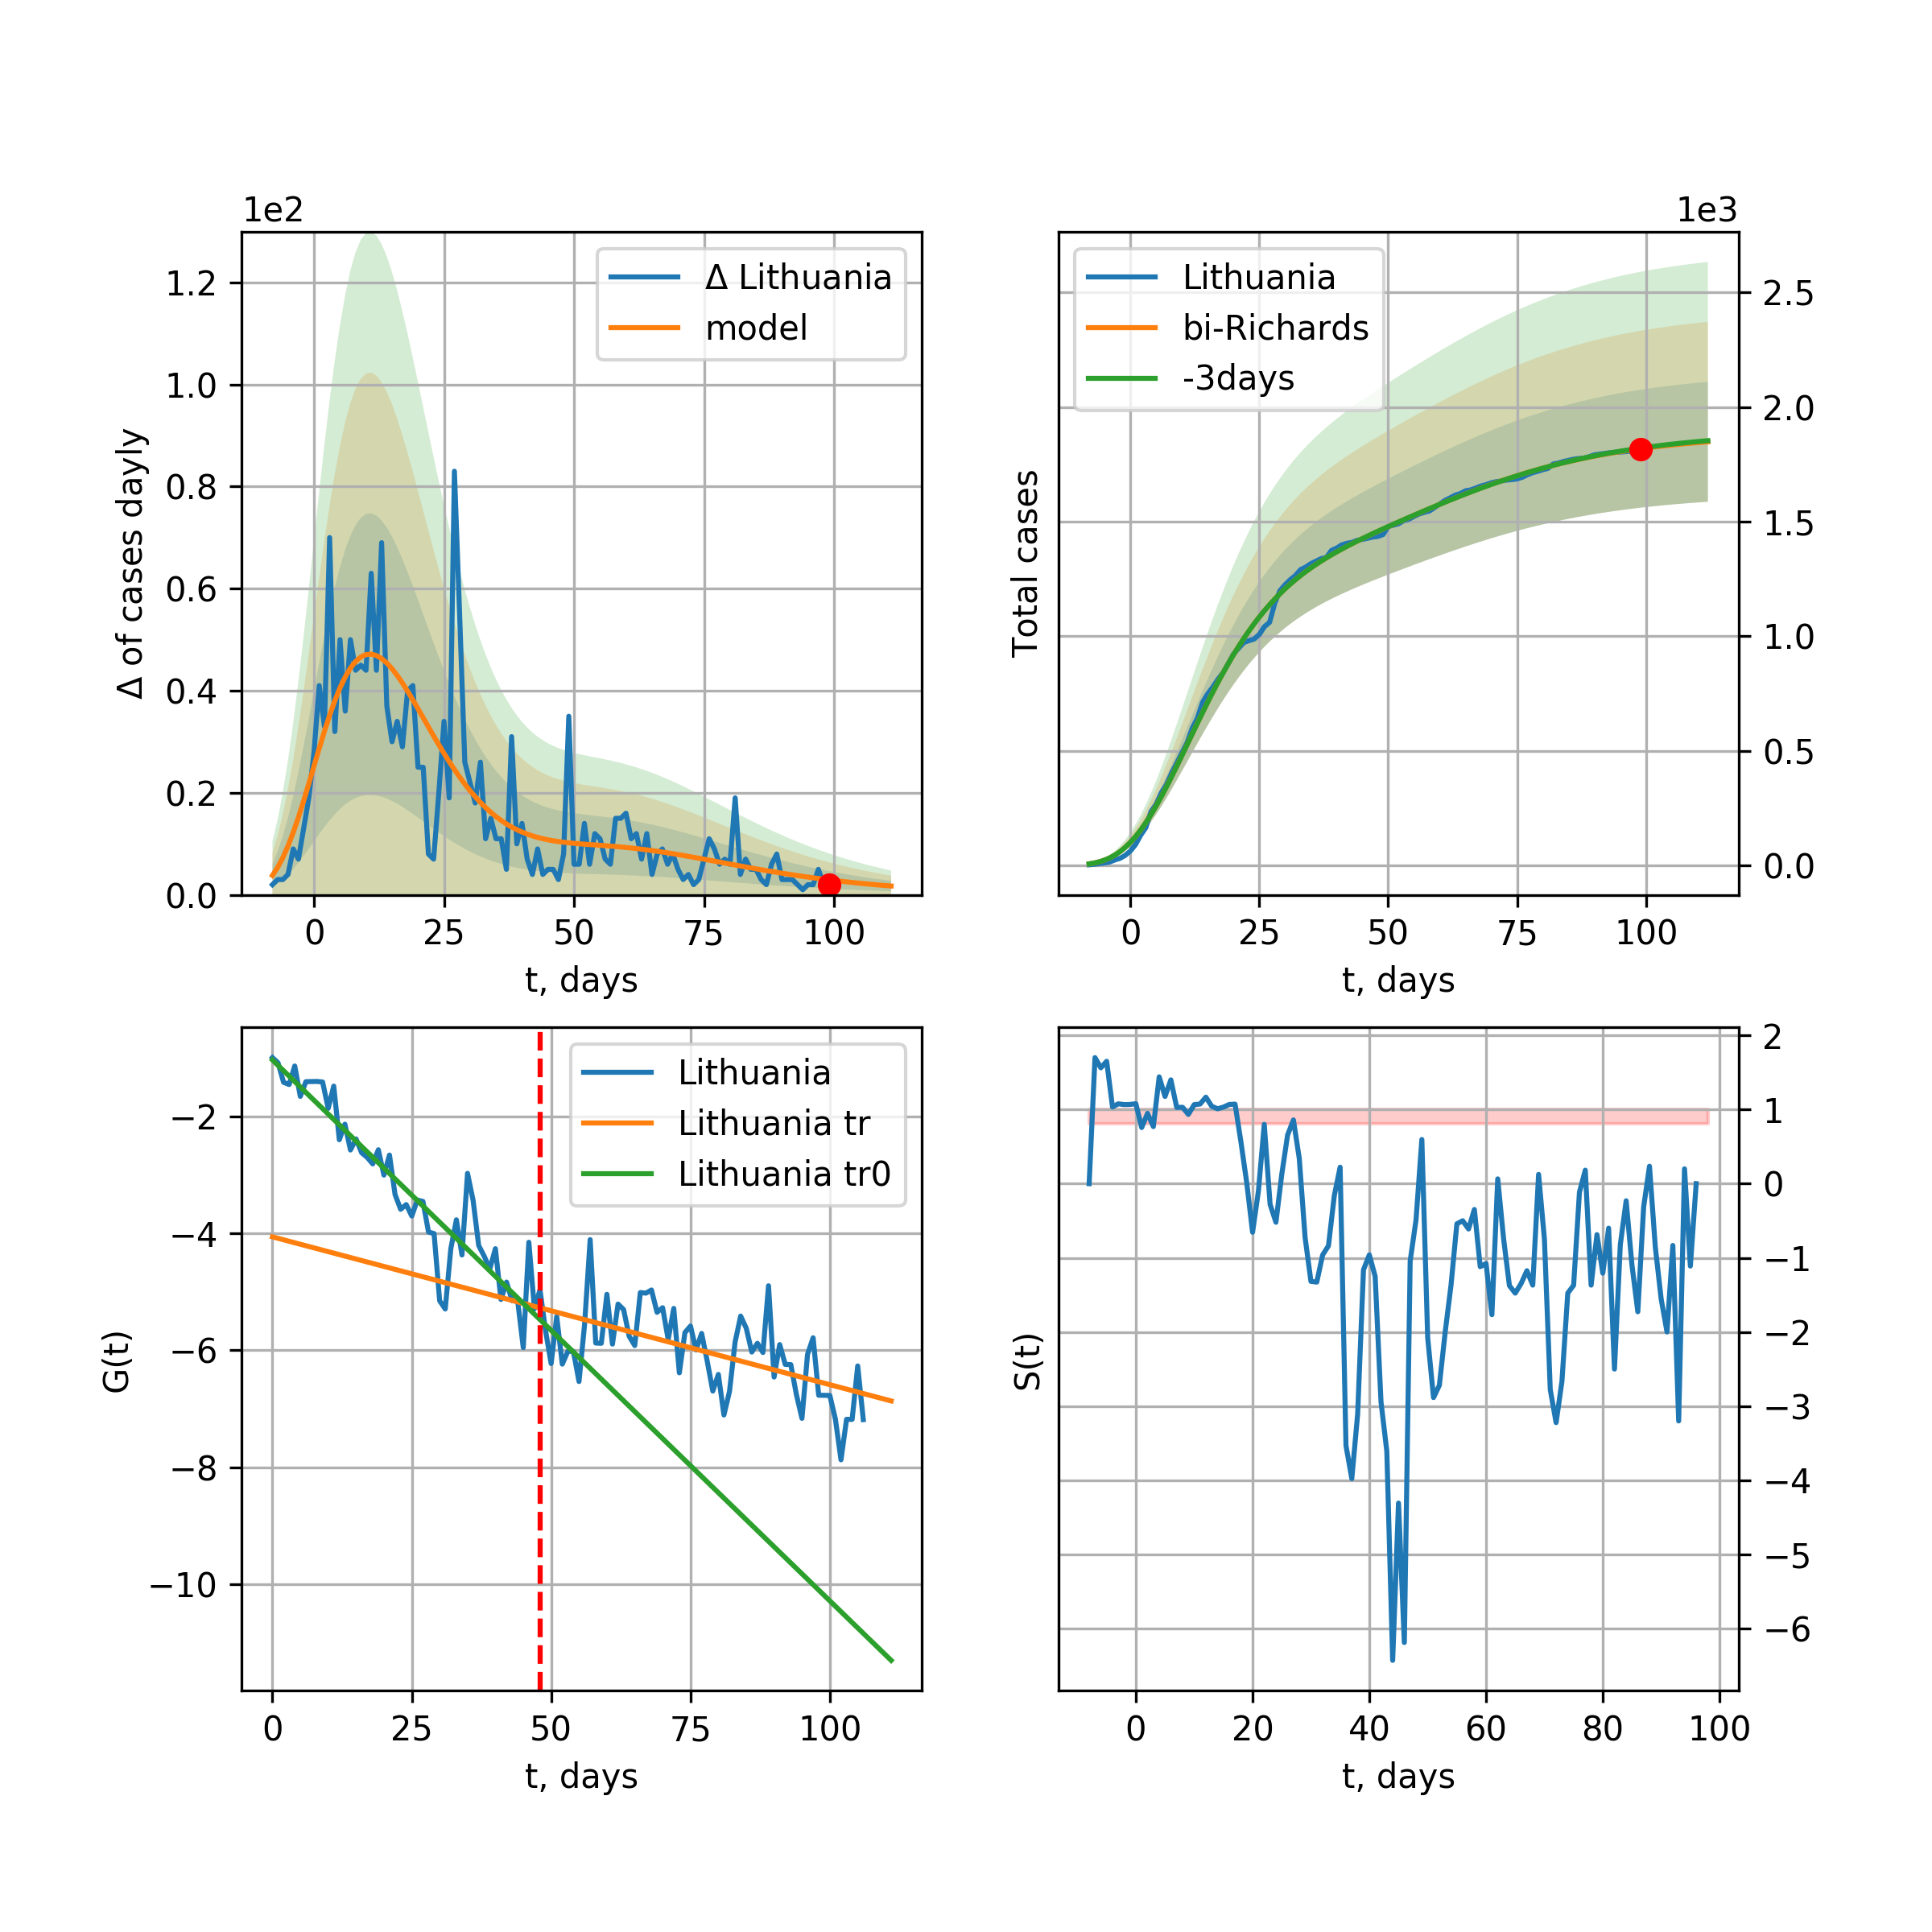 1e2
1.2
1.0
0.8
0.6
0.4
0.2
0.0
Δ of cases dayly
Δ Lithuania
model
0 25 50 75 100
t, days
1e3
2.5
2.0
1.5
1.0
0.5
0.0
Total cases
Lithuania
bi-Richards
-3days
0 25 50 75 100
t, days
−2
−4
−6
−8
−10
G(t)
Lithuania
Lithuania tr
Lithuania tr0
0 25 50 75 100
t, days
2
1
0
−1
−2
−3
−4
−5
−6
S(t)
0 20 40 60 80 100
t, days